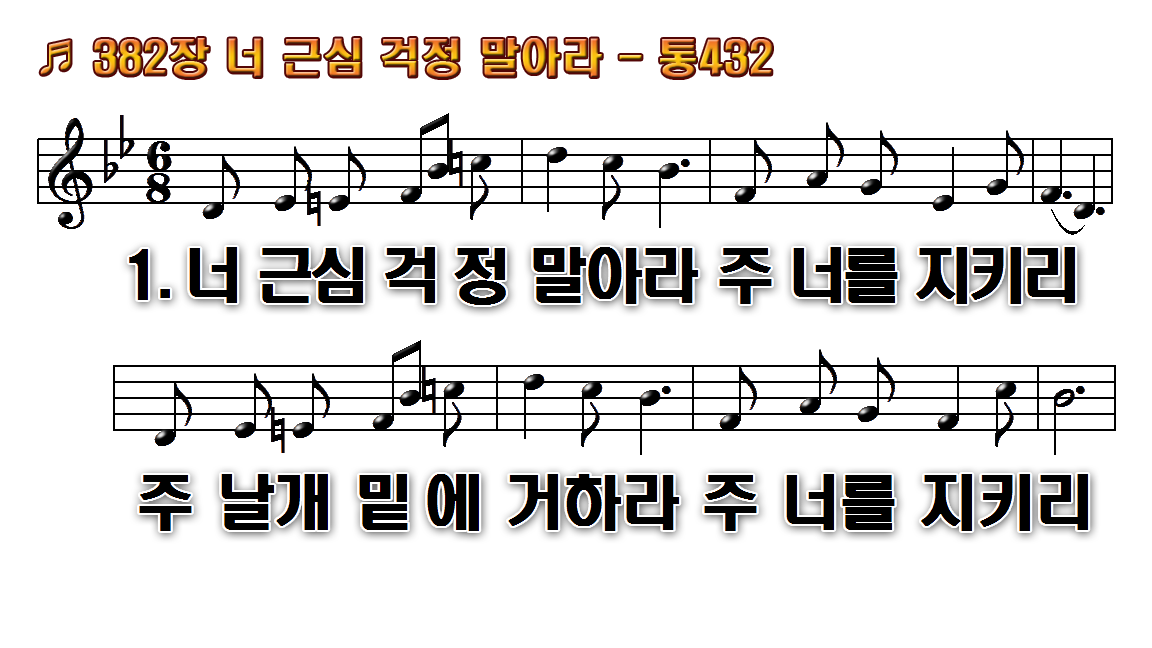 ♬ 382장 너 근심 걱정 말아라 - 통432
6
8
1. 너 근심 걱 정 말아라 주 너를 지키리
주 날개 밑 에 거하라 주 너를 지키리